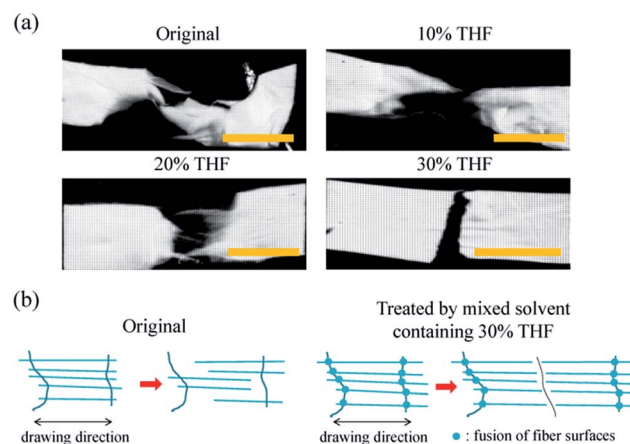 (a)
Original
10% THF
20% THF
30% THF
(b)
Original
Treated by mixed solvent
containing 30% THF
drawing direction
drawing direction
: fusion of fiber surfaces